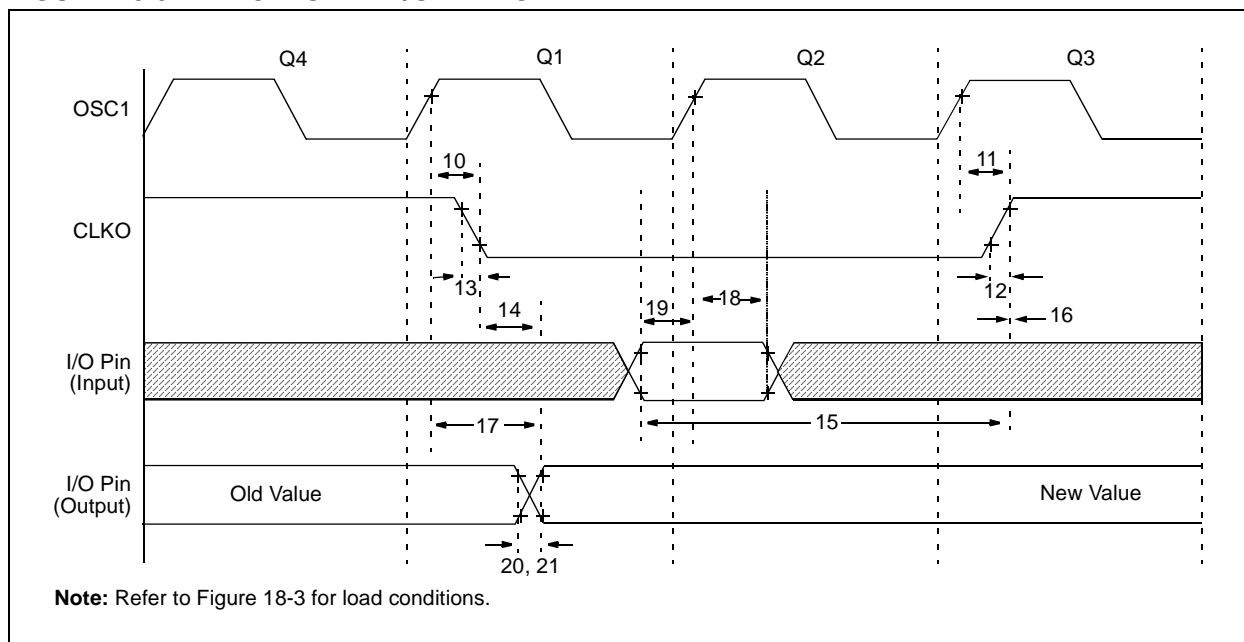 Q4 Q1 Q2 Q3
OSC1
10 11
CLKO
13 12
14 19 18 16
I/O Pin
(Input)
17 15
I/O Pin
(Output)
Old Value New Value
20, 21
Note: Refer to Figure 18-3 for load conditions.